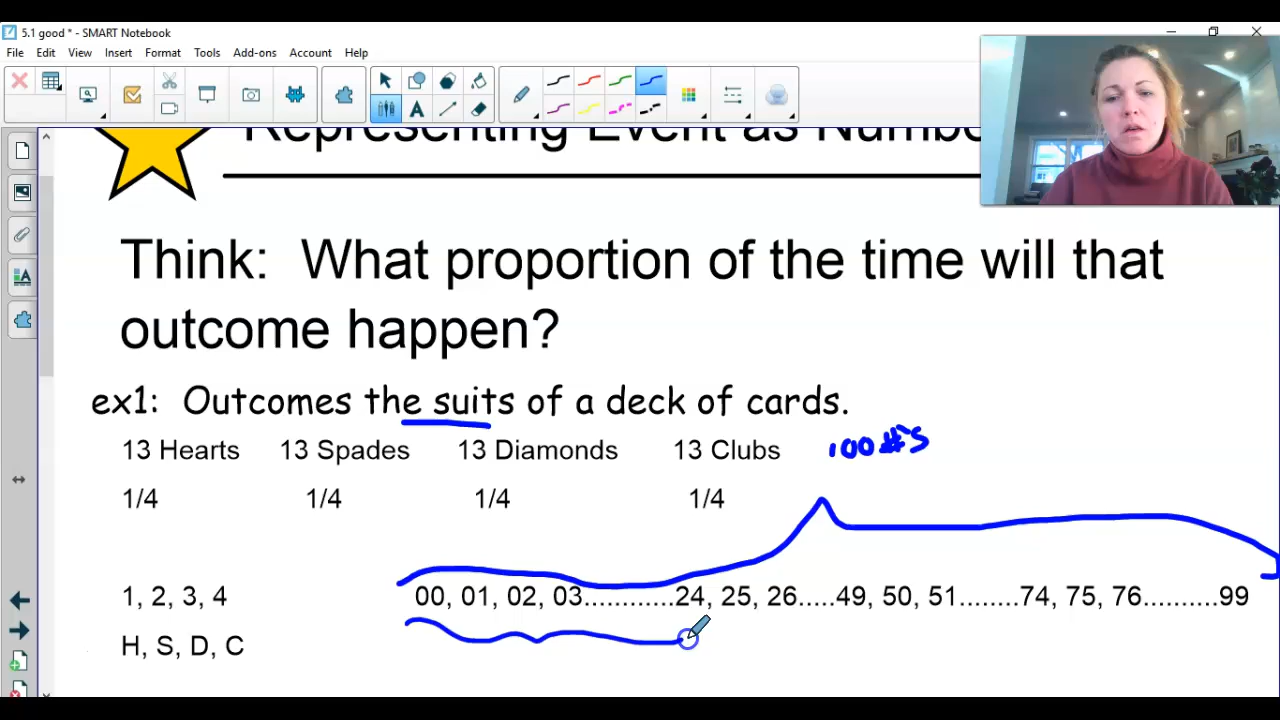 5.1 good * - SMART Notebook
File Edit View Insert Format Tools Add-ons Account Help
Representing Event as Numbe
Think: What proportion of the time will that
outcome happen?
ex1: Outcomes the suits of a deck of cards.
13 Hearts 13 Spades 13 Diamonds 13 Clubs 100 #'s
1/4 1/4 1/4 1/4
1, 2, 3, 4 00, 01, 02, 03............24, 25, 26.....49, 50, 51........74, 75, 76..........99
H, S, D, C